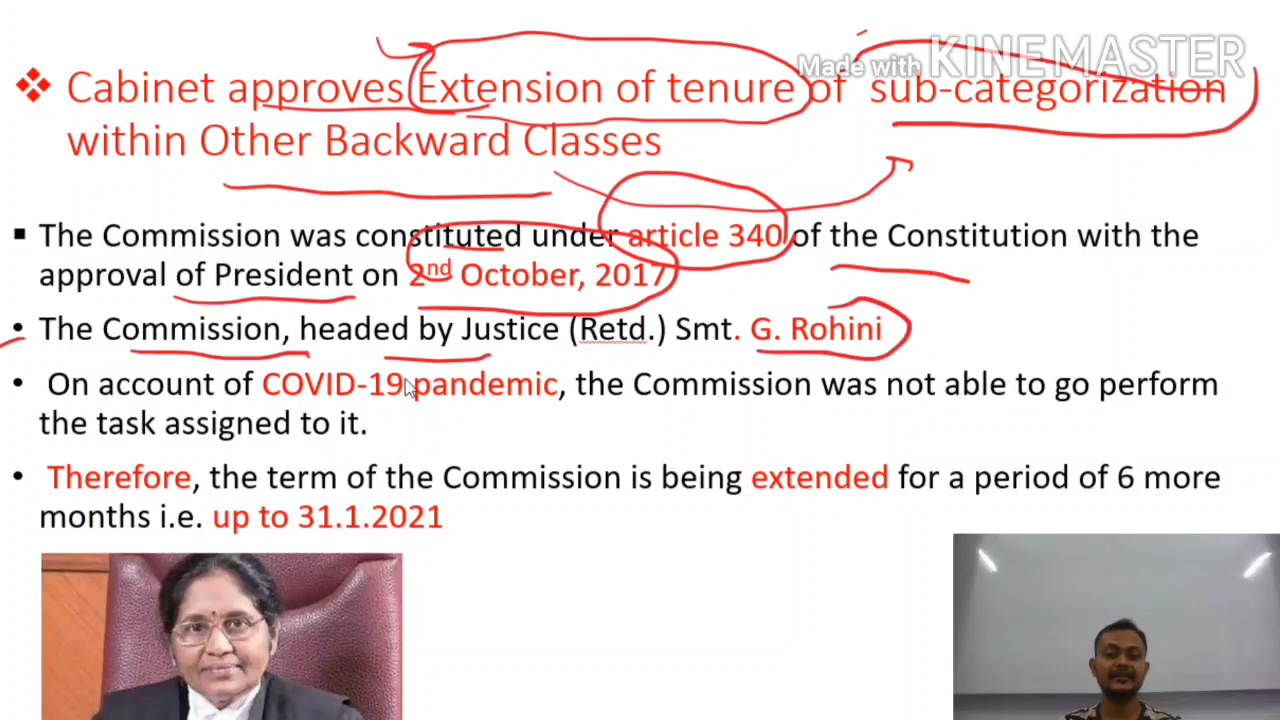 Made with KINEMASTER
❖ Cabinet approves Extension of tenure of sub-categorization
within Other Backward Classes
▪ The Commission was constituted under article 340 of the Constitution with the
approval of President on 2nd October, 2017
• The Commission, headed by Justice (Retd.) Smt. G. Rohini
• On account of COVID-19 pandemic, the Commission was not able to go perform
the task assigned to it.
• Therefore, the term of the Commission is being extended for a period of 6 more
months i.e. up to 31.1.2021